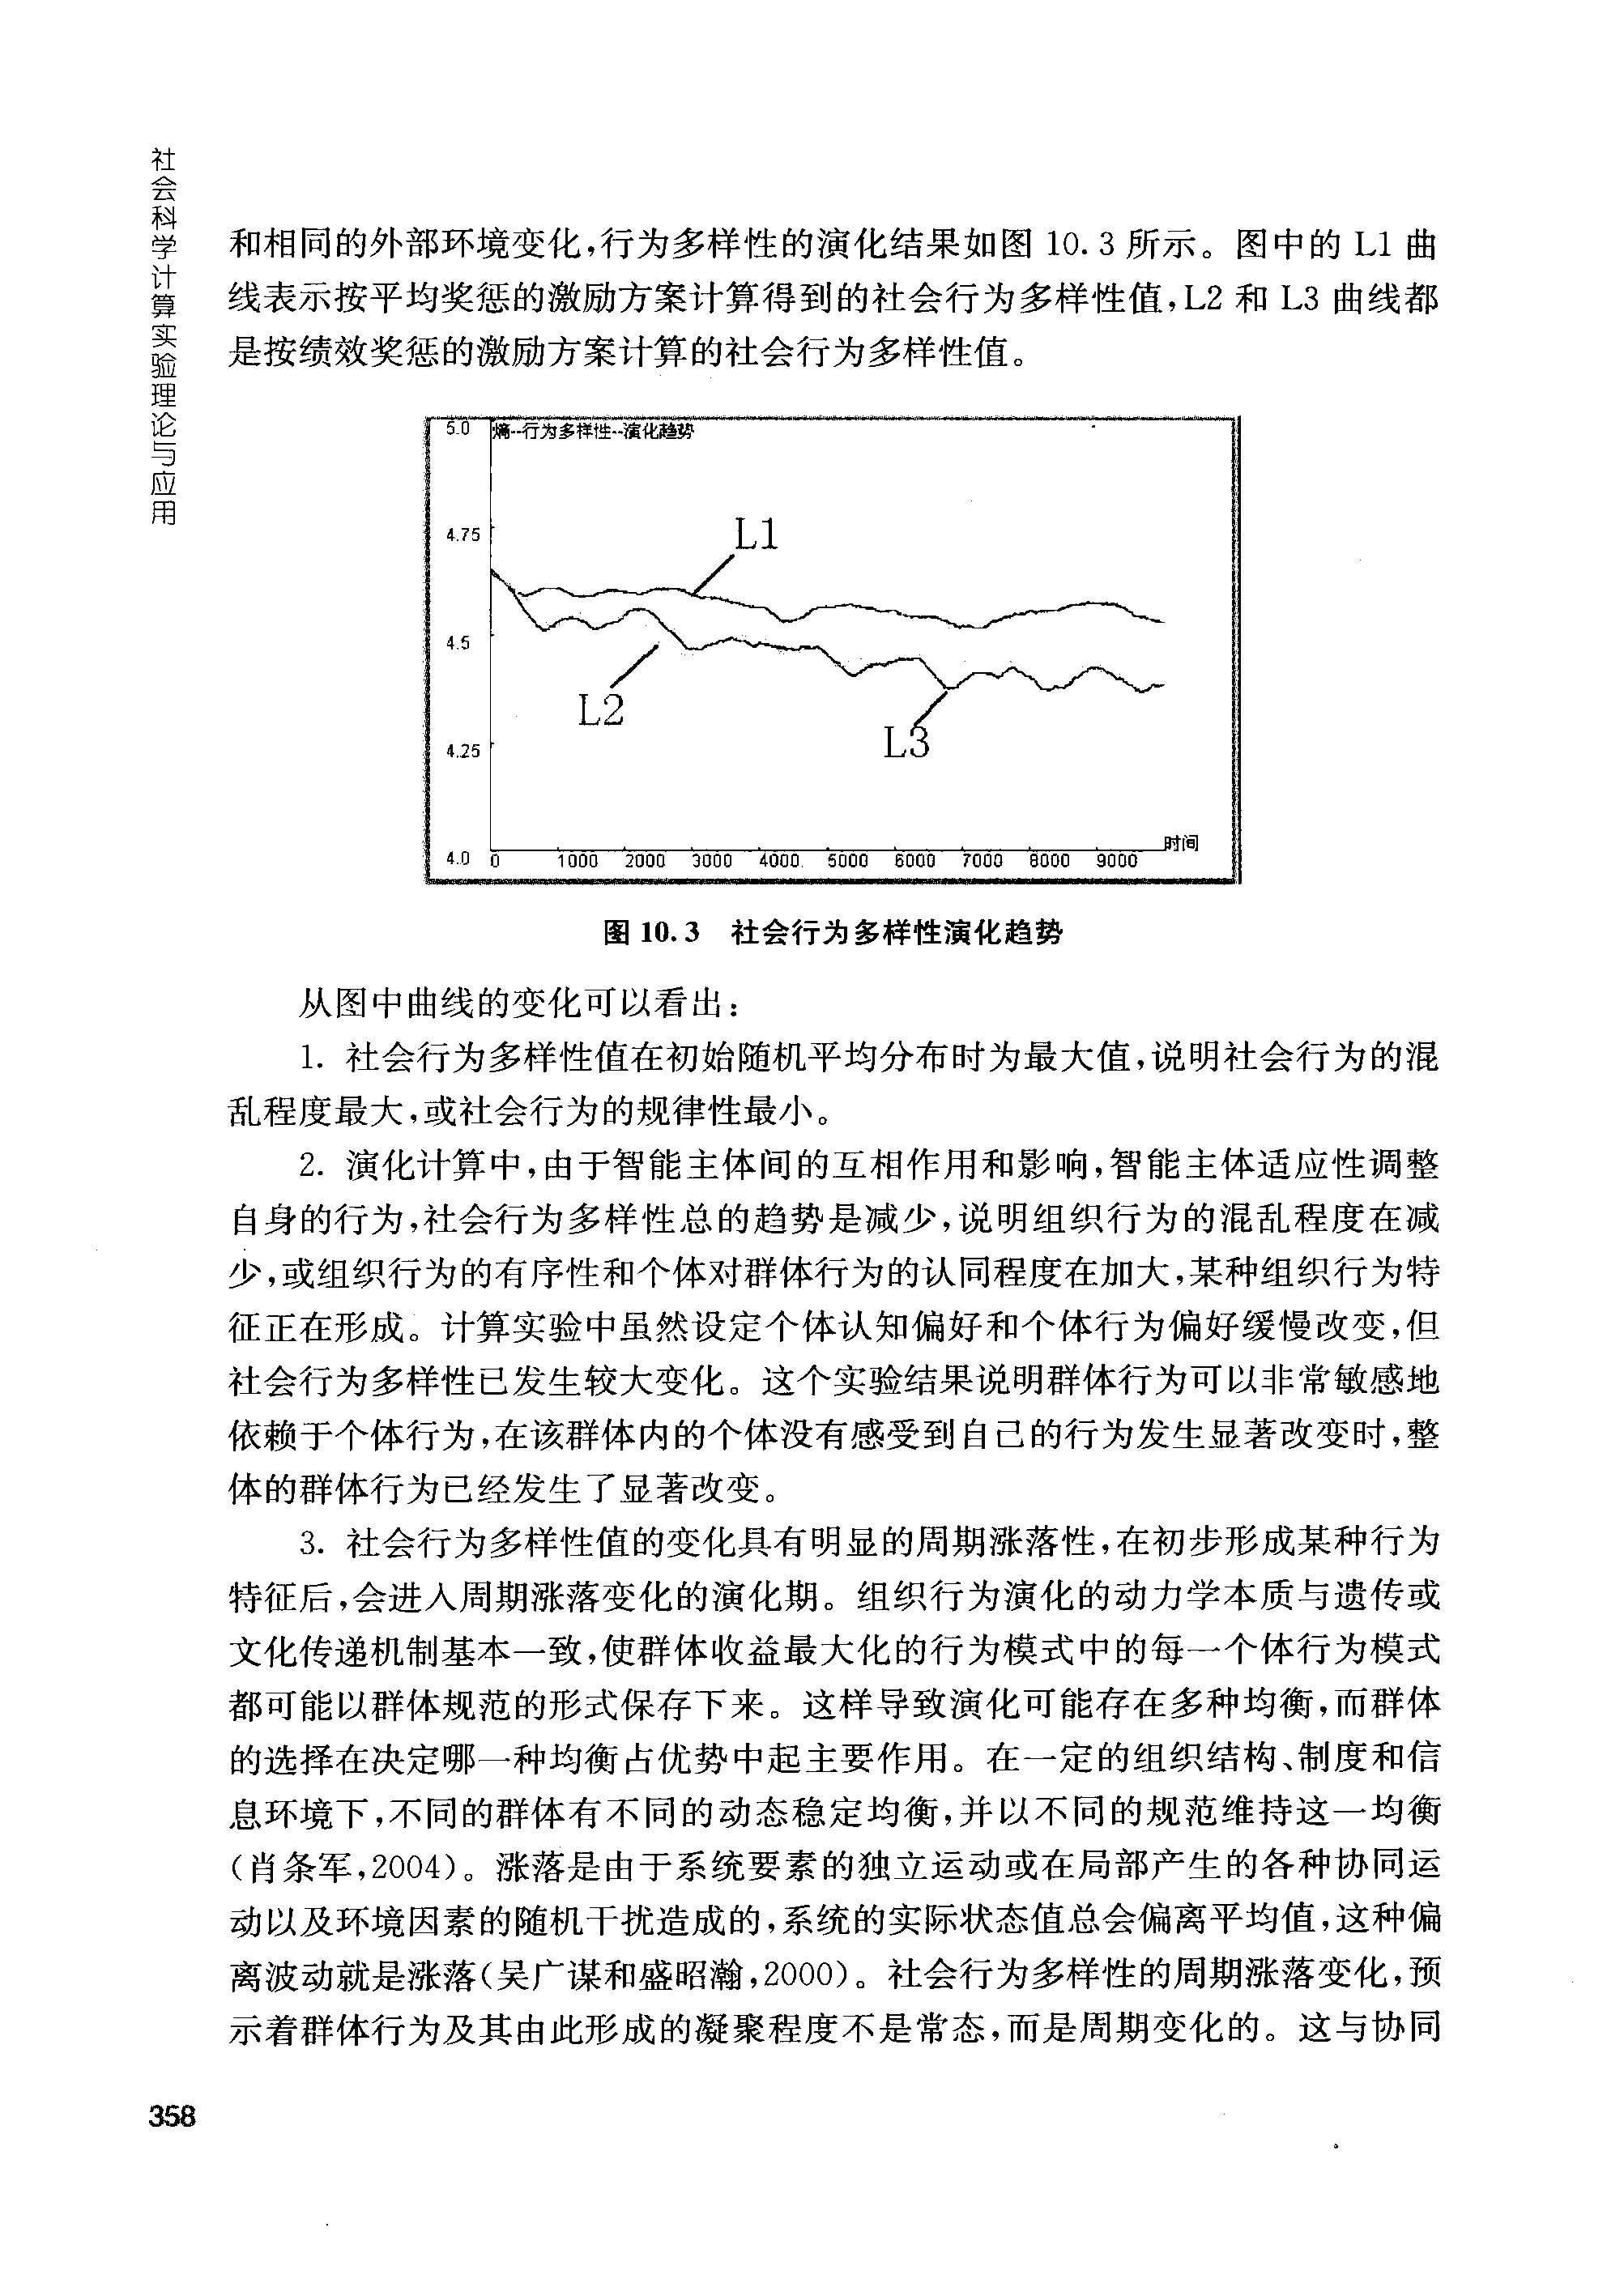 社会科学计算实验理论与应用
和相同的外部环境变化,行为多样性的演化结果如图 10.3 所示。图中的 L1 曲
线表示按平均奖惩的激励方案计算得到的社会行为多样性值,L2 和 L3 曲线都
是按绩效奖惩的激励方案计算的社会行为多样性值。
5.0 熵--行为多样性--演化趋势
4.75
L1
4.5
L2
L3
4.25
时间
4.0 0 1000 2000 3000 4000 5000 6000 7000 8000 9000
图 10.3 社会行为多样性演化趋势
从图中曲线的变化可以看出:
1. 社会行为多样性值在初始随机平均分布时为最大值,说明社会行为的混
乱程度最大,或社会行为的规律性最小。
2. 演化计算中,由于智能主体间的互相作用和影响,智能主体适应性调整
自身的行为,社会行为多样性总的趋势是减少,说明组织行为的混乱程度在减
少,或组织行为的有序性和个体对群体行为的认同程度在加大,某种组织行为特
征正在形成。计算实验中虽然设定个体认知偏好和个体行为偏好缓慢改变,但
社会行为多样性已发生较大变化。这个实验结果说明群体行为可以非常敏感地
依赖于个体行为,在该群体内的个体没有感受到自己的行为发生显著改变时,整
体的群体行为已经发生了显著改变。
3. 社会行为多样性值的变化具有明显的周期涨落性,在初步形成某种行为
特征后,会进入周期涨落变化的演化期。组织行为演化的动力学本质与遗传或
文化传递机制基本一致,使群体收益最大化的行为模式中的每一个体行为模式
都可能以群体规范的形式保存下来。这样导致演化可能存在多种均衡,而群体
的选择在决定哪一种均衡占优势中起主要作用。在一定的组织结构、制度和信
息环境下,不同的群体有不同的动态稳定均衡,并以不同的规范维持这一均衡
(肖条军,2004)。涨落是由于系统要素的独立运动或在局部产生的各种协同运
动以及环境因素的随机干扰造成的,系统的实际状态值总会偏离平均值,这种偏
离波动就是涨落(吴广谋和盛昭瀚,2000)。社会行为多样性的周期涨落变化,预
示着群体行为及其由此形成的凝聚程度不是常态,而是周期变化的。这与协同
358